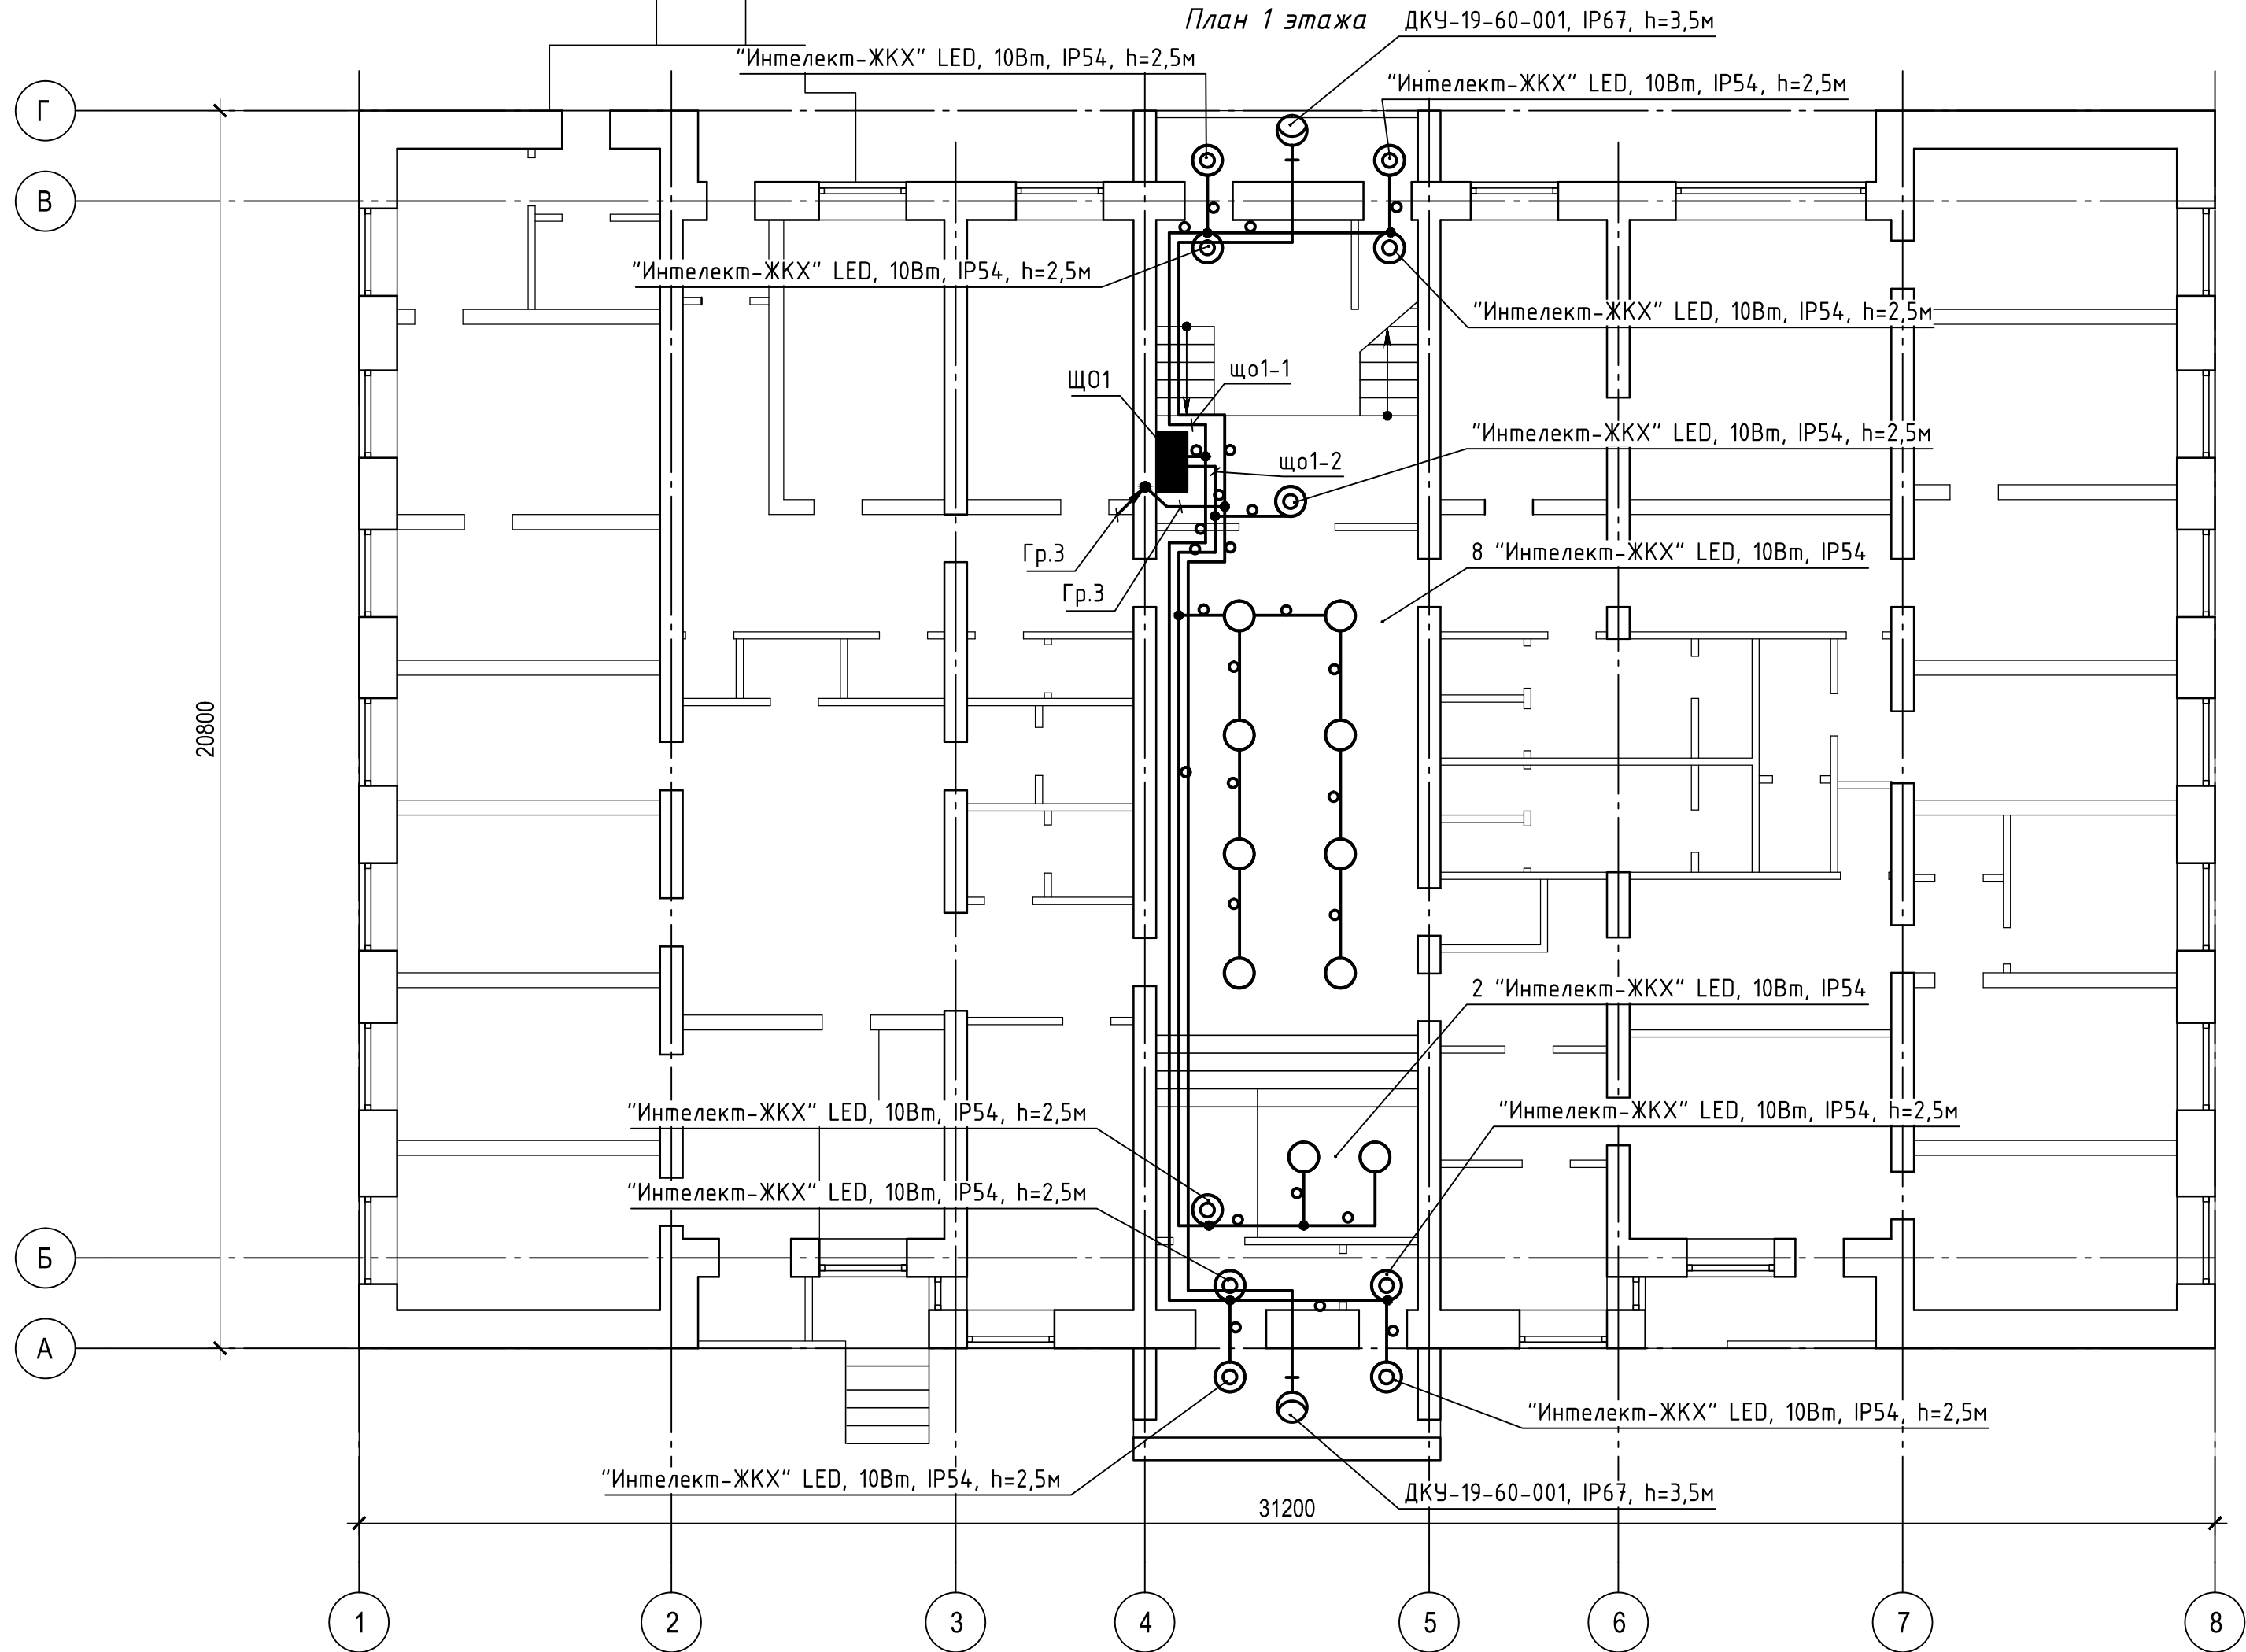 План 1 этажа
ДКУ-19-60-001, IP67, h=3,5м
"Интелект-ЖКХ" LED, 10Вт, IP54, h=2,5м
"Интелект-ЖКХ" LED, 10Вт, IP54, h=2,5м
Г
В
"Интелект-ЖКХ" LED, 10Вт, IP54, h=2,5м
"Интелект-ЖКХ" LED, 10Вт, IP54, h=2,5м
що1-1
ЩО1
"Интелект-ЖКХ" LED, 10Вт, IP54, h=2,5м
що1-2
Гр.3
8 "Интелект-ЖКХ" LED, 10Вт, IP54
Гр.3
20800
2 "Интелект-ЖКХ" LED, 10Вт, IP54
"Интелект-ЖКХ" LED, 10Вт, IP54, h=2,5м
"Интелект-ЖКХ" LED, 10Вт, IP54, h=2,5м
"Интелект-ЖКХ" LED, 10Вт, IP54, h=2,5м
Б
А
"Интелект-ЖКХ" LED, 10Вт, IP54, h=2,5м
"Интелект-ЖКХ" LED, 10Вт, IP54, h=2,5м
ДКУ-19-60-001, IP67, h=3,5м
31200
1 2 3 4 5 6 7 8